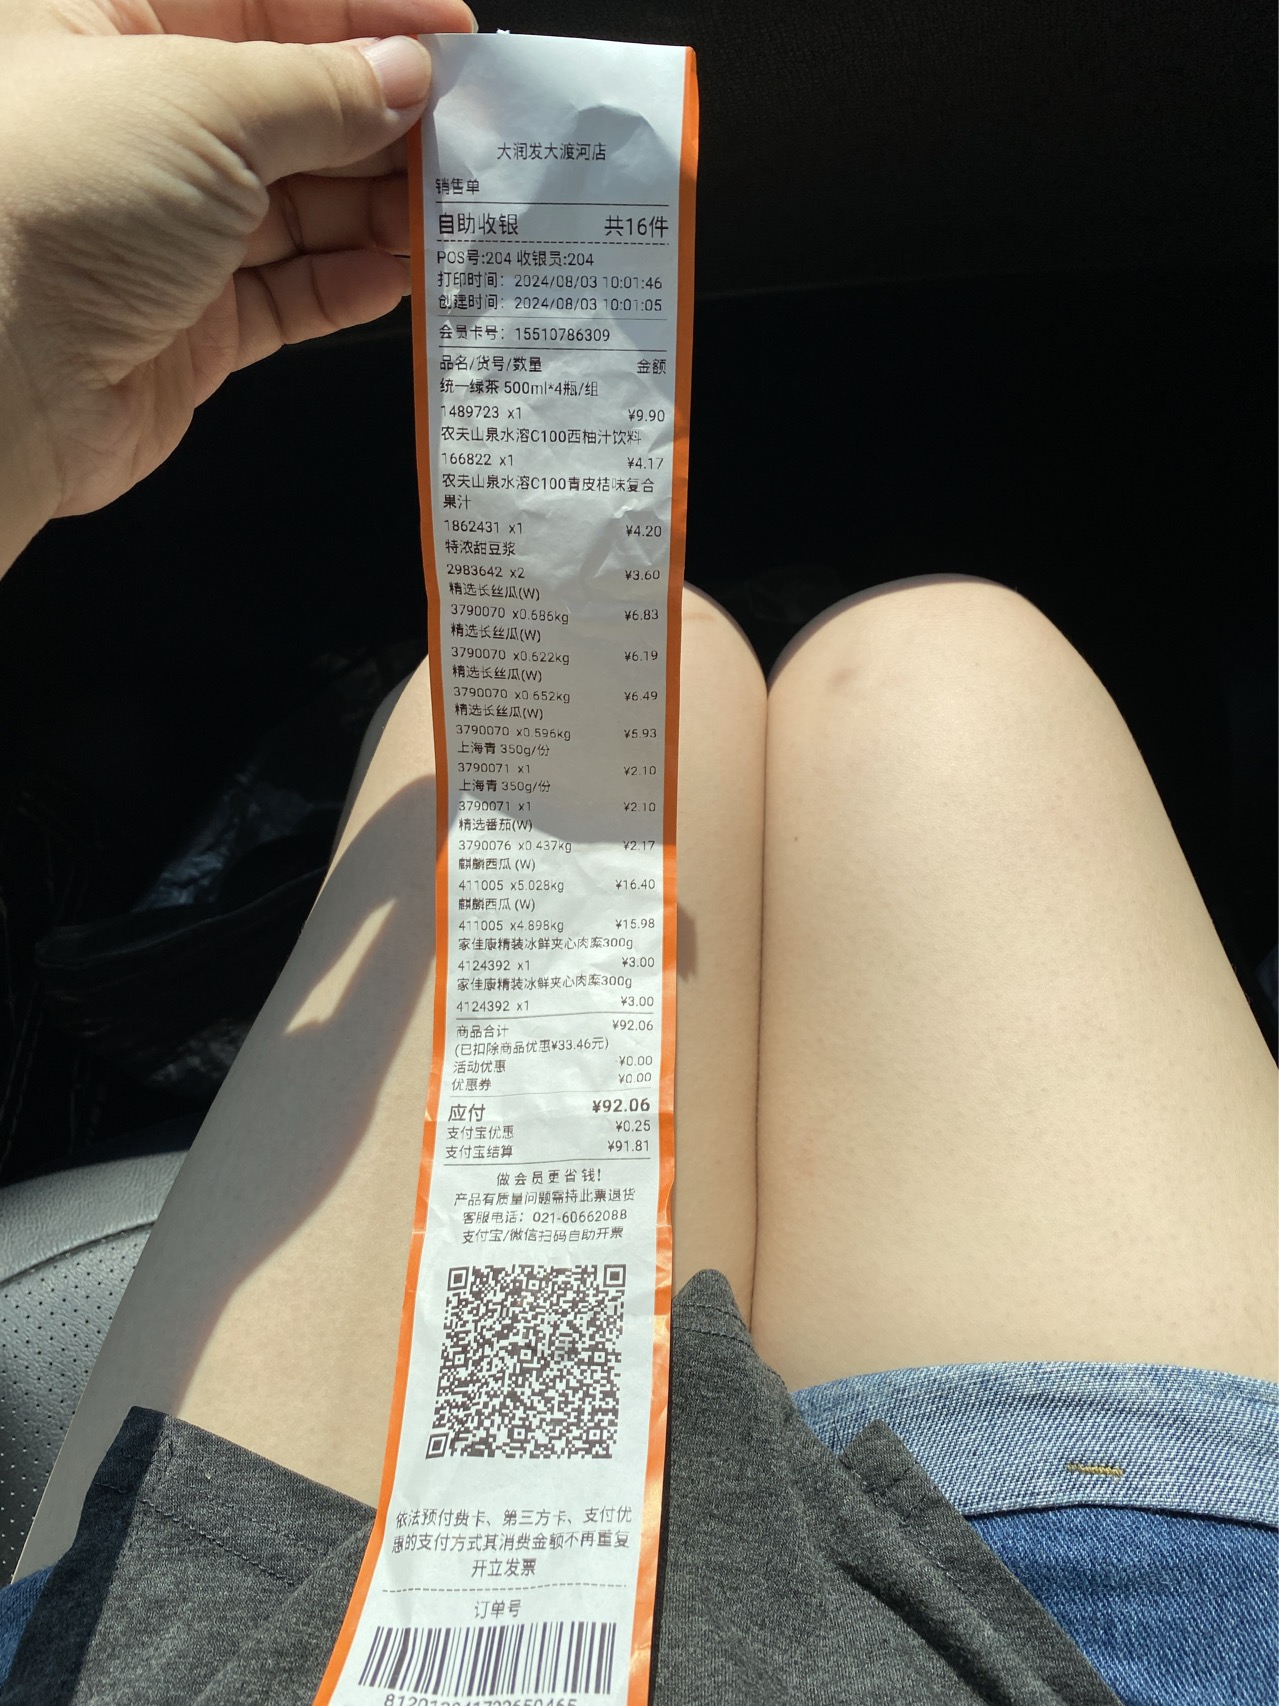 大润发大渡河店
销售单
自助收银 共16件
POS号:204 收银员:204
打印时间: 2024/08/03 10:01:46
创建时间: 2024/08/03 10:01:05
会员卡号: 15510786309
品名/货号/数量 金额
统一绿茶 500ml*4瓶/组
1489723 x1 ¥9.90
农夫山泉水溶C100西柚汁饮料
166822 x1 ¥4.17
农夫山泉水溶C100青皮桔味复合
果汁
1862431 x1 ¥4.20
特浓甜豆浆
2983642 x2 ¥3.60
精选长丝瓜(W)
3790070 x0.686kg ¥6.83
精选长丝瓜(W)
3790070 x0.622kg ¥6.19
精选长丝瓜(W)
3790070 x0.652kg ¥6.49
精选长丝瓜(W)
3790070 x0.596kg ¥5.93
上海青 350g/份
3790071 x1 ¥2.10
上海青 350g/份
3790071 x1 ¥2.10
精选番茄(W)
3790076 x0.437kg ¥2.17
麒麟西瓜(W)
411005 x5.028kg ¥16.40
麒麟西瓜(W)
411005 x4.898kg ¥15.98
家佳康精装冰鲜夹心肉糜300g
4124392 x1 ¥3.00
家佳康精装冰鲜夹心肉糜300g
4124392 x1 ¥3.00
商品合计 ¥92.06
(已扣除商品优惠¥33.46元)
活动优惠 -¥0.00
优惠券 -¥0.00
应付 ¥92.06
支付宝优惠 ¥0.25
支付宝结算 ¥91.81
做会员更省钱!
产品有质量问题需持此票退货
客服电话: 021-60662088
支付宝/微信扫码自助开票
依法预付费卡、第三方卡、支付优
惠的支付方式其消费金额不再重复
开立发票
订单号